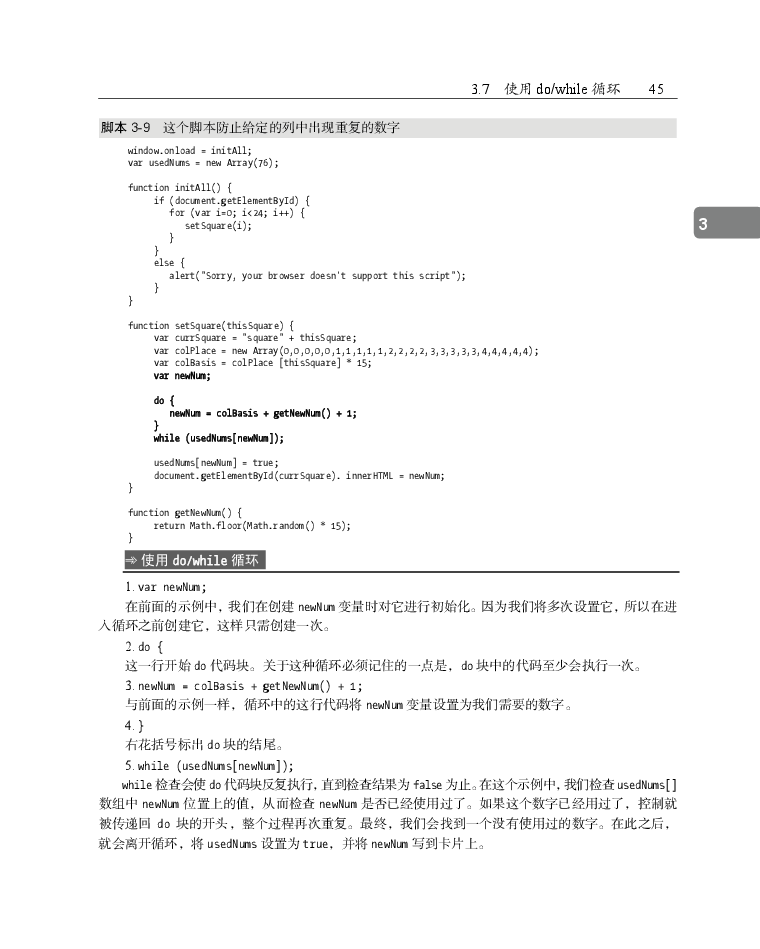 3.7 使用 do/while 循环 45
脚本 3-9 这个脚本防止给定的列中出现重复的数字
window.onload = initAll;
var usedNums = new Array(76);
function initAll() {
if (document.getElementById) {
for (var i=0; i<24; i++) {
setSquare(i);
}
}
else {
alert("Sorry, your browser doesn't support this script");
}
}
3
function setSquare(thisSquare) {
var currSquare = "square" + thisSquare;
var colPlace = new Array(0,0,0,0,0,1,1,1,1,1,2,2,2,2,3,3,3,3,3,4,4,4,4,4);
var colBasis = colPlace [thisSquare] * 15;
var newNum;
do {
newNum = colBasis + getNewNum() + 1;
}
while (usedNums[newNum]);
usedNums[newNum] = true;
document.getElementById(currSquare). innerHTML = newNum;
}
function getNewNum() {
return Math.floor(Math.random() * 15);
}
⇒ 使用 do/while 循环
1. var newNum;
在前面的示例中，我们在创建 newNum 变量时对它进行初始化。因为我们将多次设置它，所以在进
入循环之前创建它，这样只需创建一次。
2. do {
这一行开始 do 代码块。关于这种循环必须记住的一点是，do 块中的代码至少会执行一次。
3. newNum = colBasis + getNewNum() + 1;
与前面的示例一样，循环中的这行代码将 newNum 变量设置为我们需要的数字。
4. }
右花括号标出 do 块的结尾。
5. while (usedNums[newNum]);
while 检查会使 do 代码块反复执行，直到检查结果为 false 为止。在这个示例中，我们检查 usedNums[]
数组中 newNum 位置上的值，从而检查 newNum 是否已经使用过了。如果这个数字已经用过了，控制就
被传递回 do 块的开头，整个过程再次重复。最终，我们会找到一个没有使用过的数字。在此之后，
就会离开循环，将 usedNums 设置为 true，并将 newNum 写到卡片上。